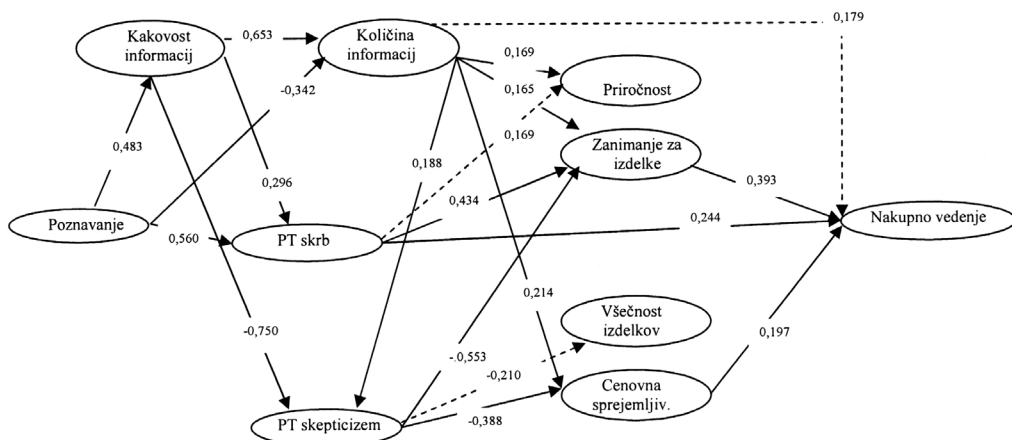 0,179
Kakovost
informacij
0,653
Količina
informacij
0,169
0,165
Priročnost
-0,342
0,169
0,483
0,188
Zanimanje za
izdelke
0,393
0,296
0,434
Poznavanje
0,560
PT skrb
0,244
Nakupno vedenje
0,214
Všečnost
izdelkov
-0,750
0,197
-.0,553
-0,210
Cenovna
sprejemljiv.
PT skepticizem
-0,388